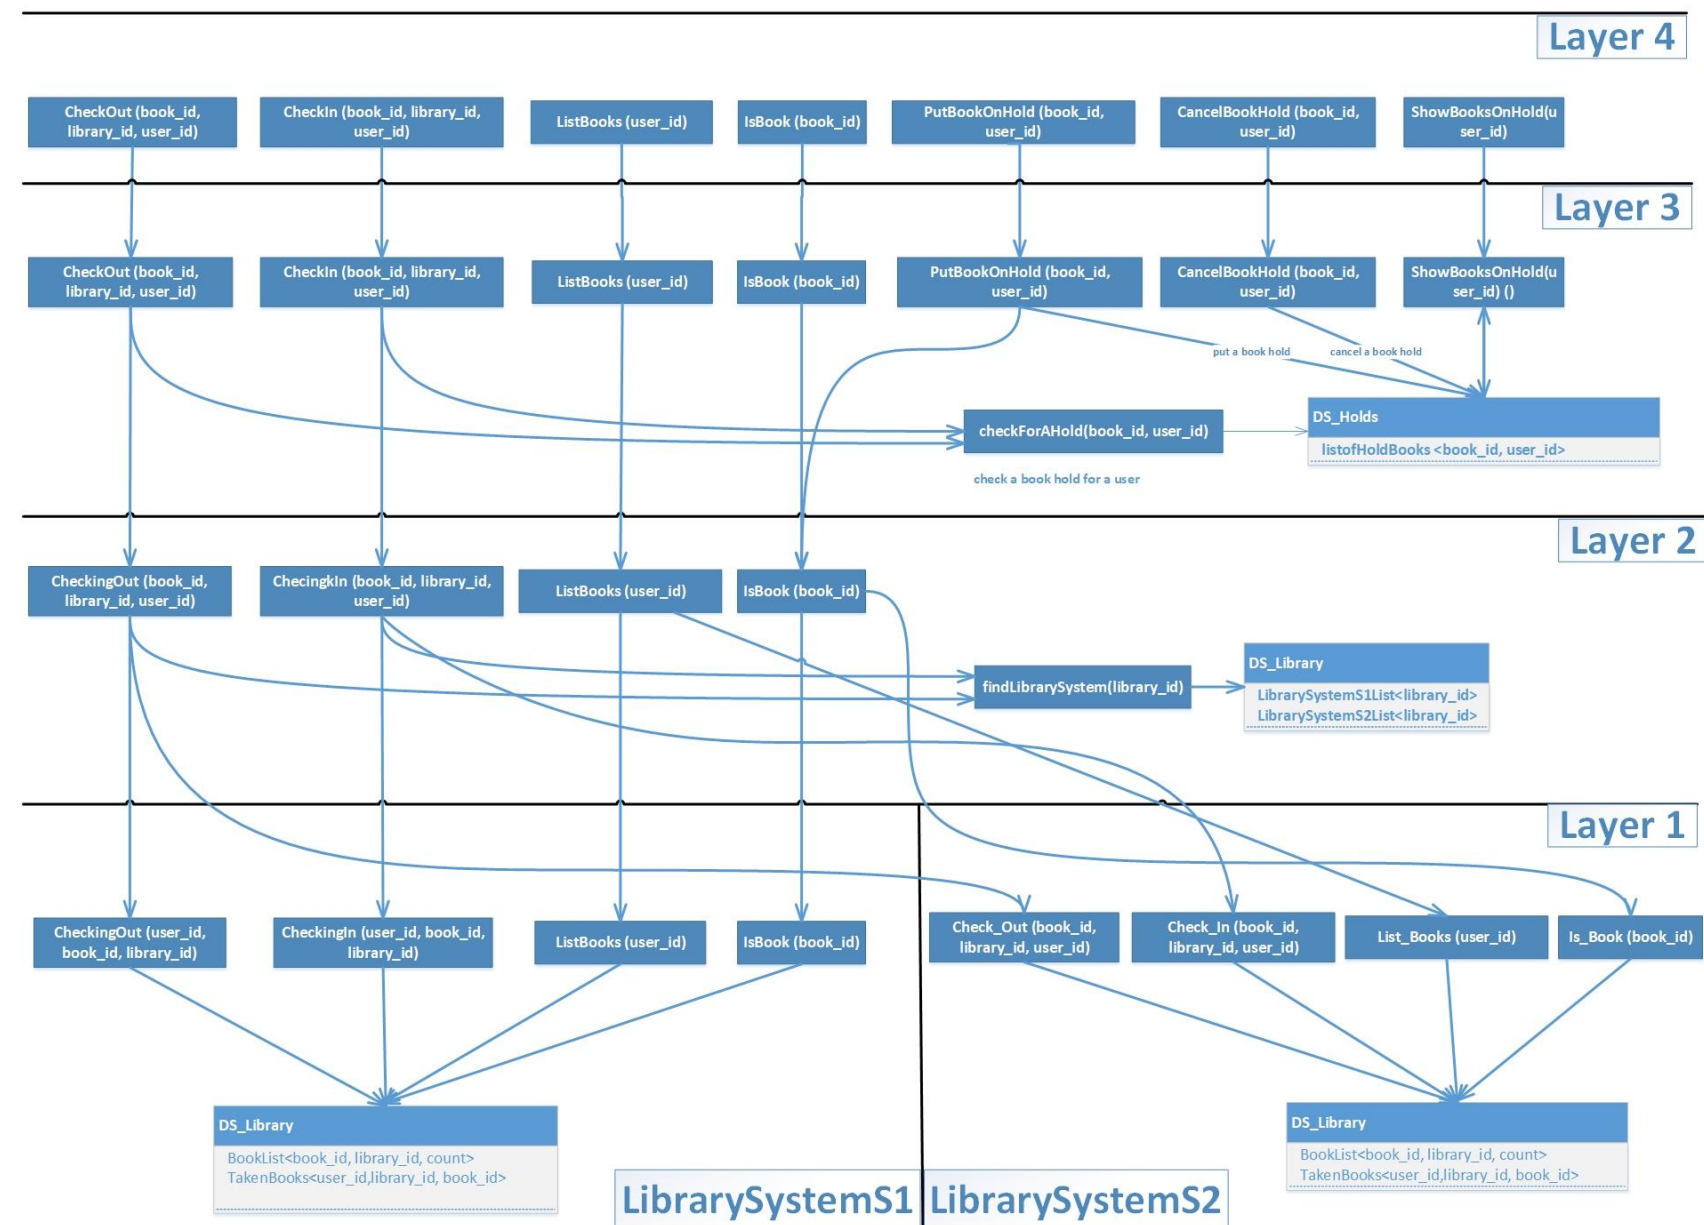 Layer 4
CheckOut (book_id,
library_id, user_id)
CheckIn (book_id, library_id,
user_id)
ListBooks (user_id)
IsBook (book_id)
PutBookOnHold (book_id,
user_id)
CancelBookHold (book_id,
user_id)
ShowBooksOnHold(u
ser_id)
Layer 3
CheckOut (book_id,
library_id, user_id)
CheckIn (book_id, library_id,
user_id)
ListBooks (user_id)
IsBook (book_id)
PutBookOnHold (book_id,
user_id)
CancelBookHold (book_id,
user_id)
ShowBooksOnHold(u
ser_id) ()
put a book hold
cancel a book hold
checkForAHold(book_id, user_id)
check a book hold for a user
DS_Holds
listofHoldBooks <book_id, user_id>
Layer 2
CheckingOut (book_id,
library_id, user_id)
ChecingkIn (book_id, library_id,
user_id)
ListBooks (user_id)
IsBook (book_id)
findLibrarySystem(library_id)
DS_Library
LibrarySystemS1List<library_id>
LibrarySystemS2List<library_id>
Layer 1
CheckingOut (user_id,
book_id, library_id)
CheckingIn (user_id, book_id,
library_id)
ListBooks (user_id)
IsBook (book_id)
Check_Out (book_id,
library_id, user_id)
Check_In (book_id,
library_id, user_id)
List_Books (user_id)
Is_Book (book_id)
DS_Library
BookList<book_id, library_id, count>
TakenBooks<user_id,library_id, book_id>
DS_Library
BookList<book_id, library_id, count>
TakenBooks<user_id,library_id, book_id>
LibrarySystemS1
LibrarySystemS2